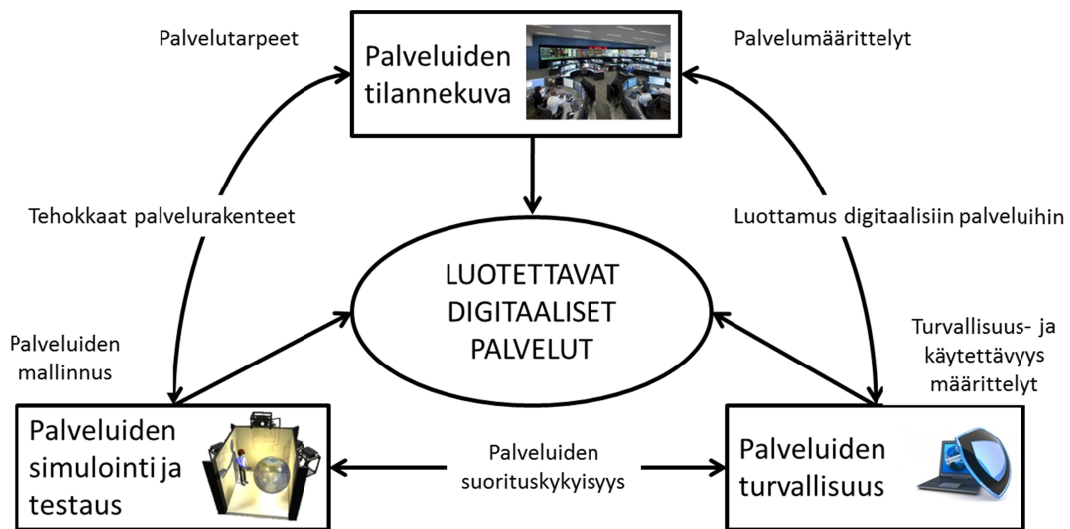 Palvelutarpeet
Palveluiden
tilannekuva
Palvelumäärittelyt
Tehokkaat palvelurakenteet
Luottamus digitaalisiin palveluihin
LUOTETTAVAT
DIGITAALISET
PALVELUT
Palveluiden
mallinnus
Turvallisuus- ja
käytettävyys
määrittelyt
Palveluiden
simulointi ja
testaus
Palveluiden
suorituskykyisyys
Palveluiden
turvallisuus